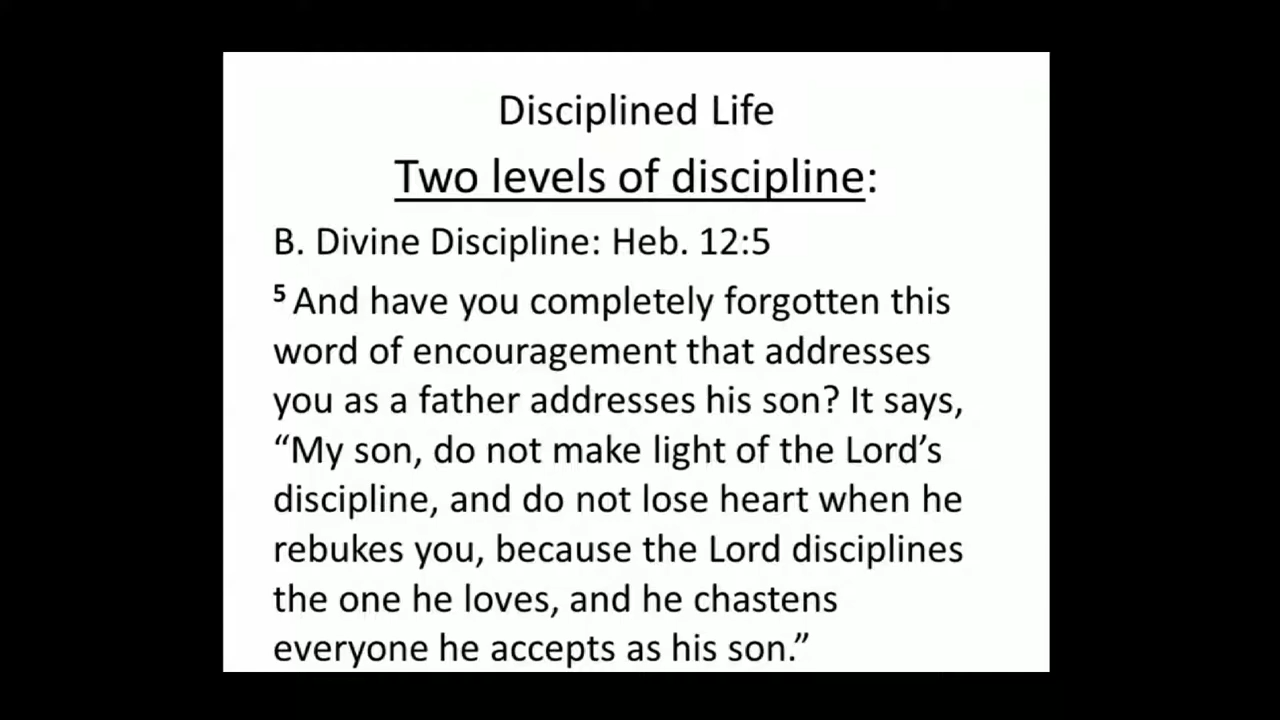 Disciplined Life
Two levels of discipline:
B. Divine Discipline: Heb. 12:5
⁵ And have you completely forgotten this
word of encouragement that addresses
you as a father addresses his son? It says,
“My son, do not make light of the Lord’s
discipline, and do not lose heart when he
rebukes you, because the Lord disciplines
the one he loves, and he chastens
everyone he accepts as his son.”